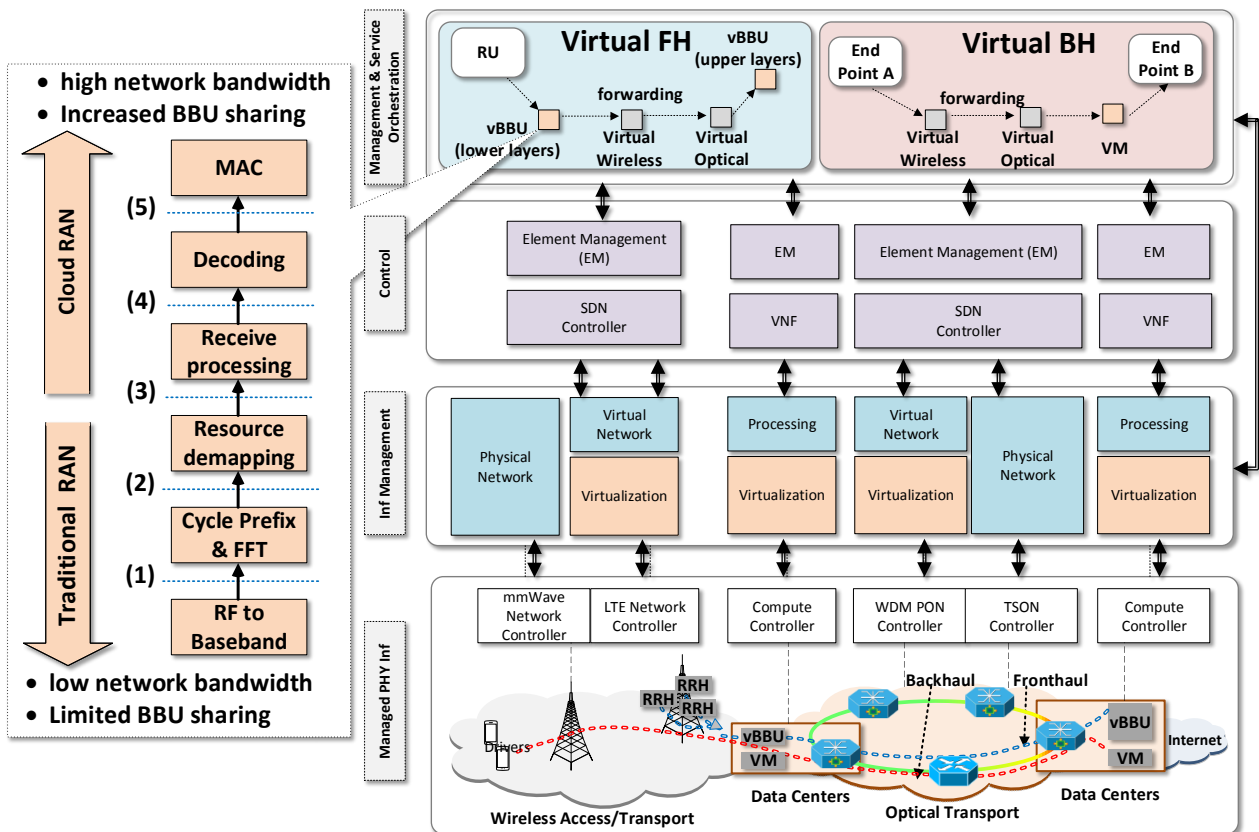 • high network bandwidth
• Increased BBU sharing
Cloud RAN
Traditional RAN
MAC
(5)
Decoding
(4)
Receive
processing
(3)
Resource
demapping
(2)
Cycle Prefix
& FFT
(1)
RF to
Baseband
• low network bandwidth
• Limited BBU sharing
Management & Service
Orchestration
Virtual FH
RU
vBBU
(lower layers)
forwarding
Virtual
Wireless
Virtual
Optical
vBBU
(upper layers)
Virtual BH
End
Point A
forwarding
Virtual
Wireless
Virtual
Optical
VM
End
Point B
Control
Element Management
(EM)
EM
Element Management (EM)
EM
SDN
Controller
VNF
SDN
Controller
VNF
Inf Management
Physical
Network
Virtual
Network
Virtualization
Processing
Virtualization
Virtual
Network
Virtualization
Physical
Network
Processing
Virtualization
Managed PHY Inf
mmWave
Network
Controller
LTE Network
Controller
Compute
Controller
WDM PON
Controller
TSON
Controller
Compute
Controller
Backhaul
Fronthaul
RRH
RRH
RRH
Drivers
vBBU
VM
vBBU
VM
Internet
Wireless Access/Transport
Data Centers
Optical Transport
Data Centers